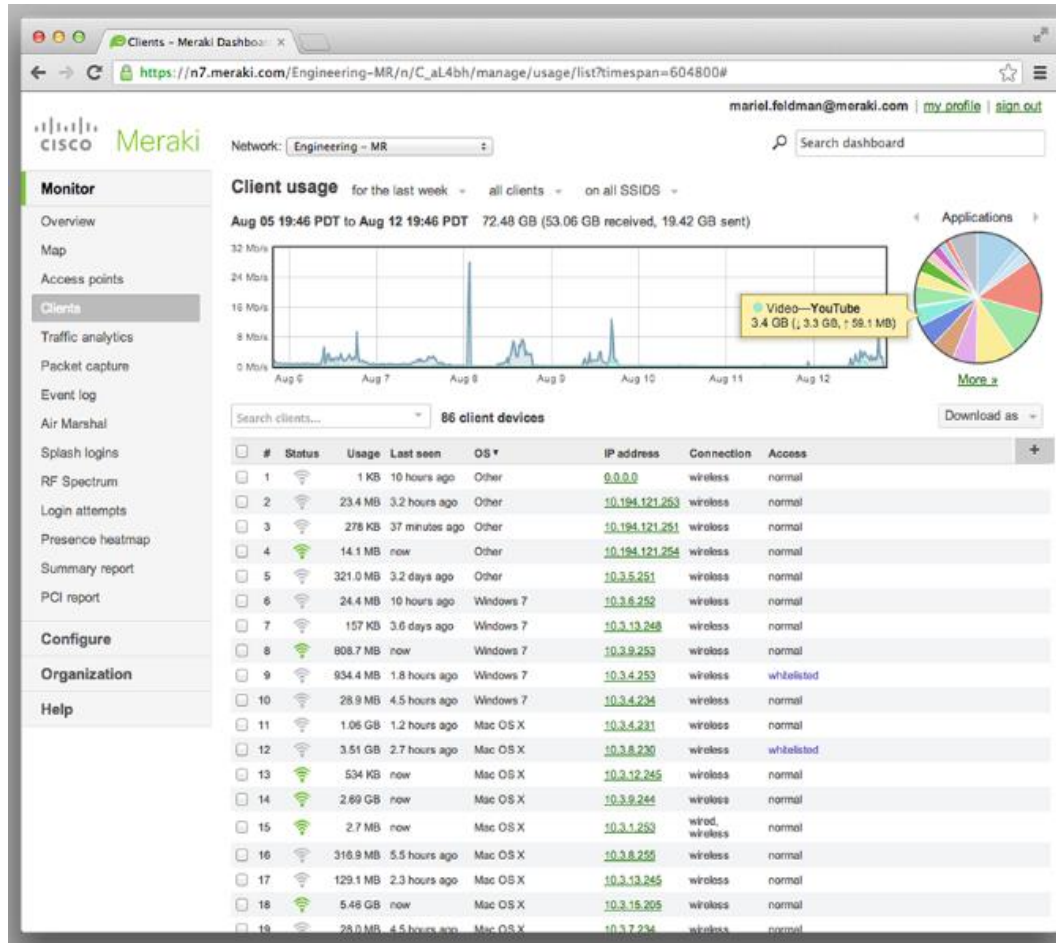 Clients - Meraki Dashboar
https://n7.meraki.com/Engineering-MR/n/C_aL4bh/manage/usage/list?timespan=604800#
mariel.feldman@meraki.com | my profile | sign out
CISCO Meraki
Network: Engineering - MR
Search dashboard
Monitor
Overview
Map
Access points
Clients
Traffic analytics
Packet capture
Event log
Air Marshal
Splash logins
RF Spectrum
Login attempts
Presence heatmap
Summary report
PCI report
Configure
Organization
Help
Client usage for the last week all clients on all SSIDS
Aug 05 19:46 PDT to Aug 12 19:46 PDT 72.48 GB (53.06 GB received, 19.42 GB sent)
Applications
32 Mb/s
24 Mb/s
16 Mb/s
8 Mb/s
0 Mb/s
Aug 6 Aug 7 Aug 8 Aug 9 Aug 10 Aug 11 Aug 12
Video—YouTube
3.4 GB (↓ 3.3 GB, ↑ 59.1 MB)
More »
Search clients... 86 client devices Download as
# Status Usage Last seen OS IP address Connection Access +
1 1 KB 10 hours ago Other 0.0.0.0 wireless normal
2 23.4 MB 3.2 hours ago Other 10.194.121.253 wireless normal
3 278 KB 37 minutes ago Other 10.194.121.251 wireless normal
4 14.1 MB now Other 10.194.121.254 wireless normal
5 321.0 MB 3.2 days ago Other 10.3.5.251 wireless normal
6 24.4 MB 10 hours ago Windows 7 10.3.6.252 wireless normal
7 157 KB 3.6 days ago Windows 7 10.3.13.248 wireless normal
8 808.7 MB now Windows 7 10.3.9.253 wireless normal
9 934.4 MB 1.8 hours ago Windows 7 10.3.4.253 wireless whitelisted
10 28.9 MB 4.5 hours ago Windows 7 10.3.4.234 wireless normal
11 1.06 GB 1.2 hours ago Mac OS X 10.3.4.231 wireless normal
12 3.51 GB 2.7 hours ago Mac OS X 10.3.8.230 wireless whitelisted
13 534 KB now Mac OS X 10.3.12.245 wireless normal
14 2.69 GB now Mac OS X 10.3.9.244 wireless normal
15 2.7 MB now Mac OS X 10.3.1.253 wired, wireless normal
16 316.9 MB 5.5 hours ago Mac OS X 10.3.8.255 wireless normal
17 129.1 MB 2.3 hours ago Mac OS X 10.3.13.245 wireless normal
18 5.46 GB now Mac OS X 10.3.15.205 wireless normal
19 28.0 MB 4.5 hours ago Mac OS X 10.3.7.234 wireless normal